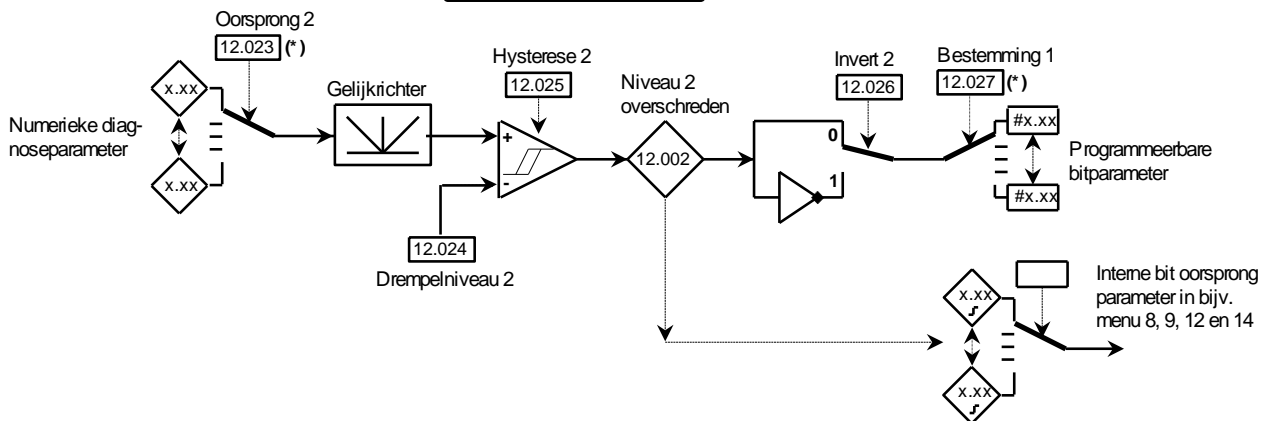 Oorsprong 2
12.023 (*)
x.xx
x.xx
Numerieke diag-
noseparameter
Gelijkrichter
Hysterese 2
12.025
+
-
12.024
Drempelniveau 2
Niveau 2
overschreden
12.002
Invert 2
12.026
0
1
Bestemming 1
12.027 (*)
#x.xx
#x.xx
Programmeerbare
bitparameter
x.xx
x.xx
Interne bit oorsprong
parameter in bijv.
menu 8, 9, 12 en 14